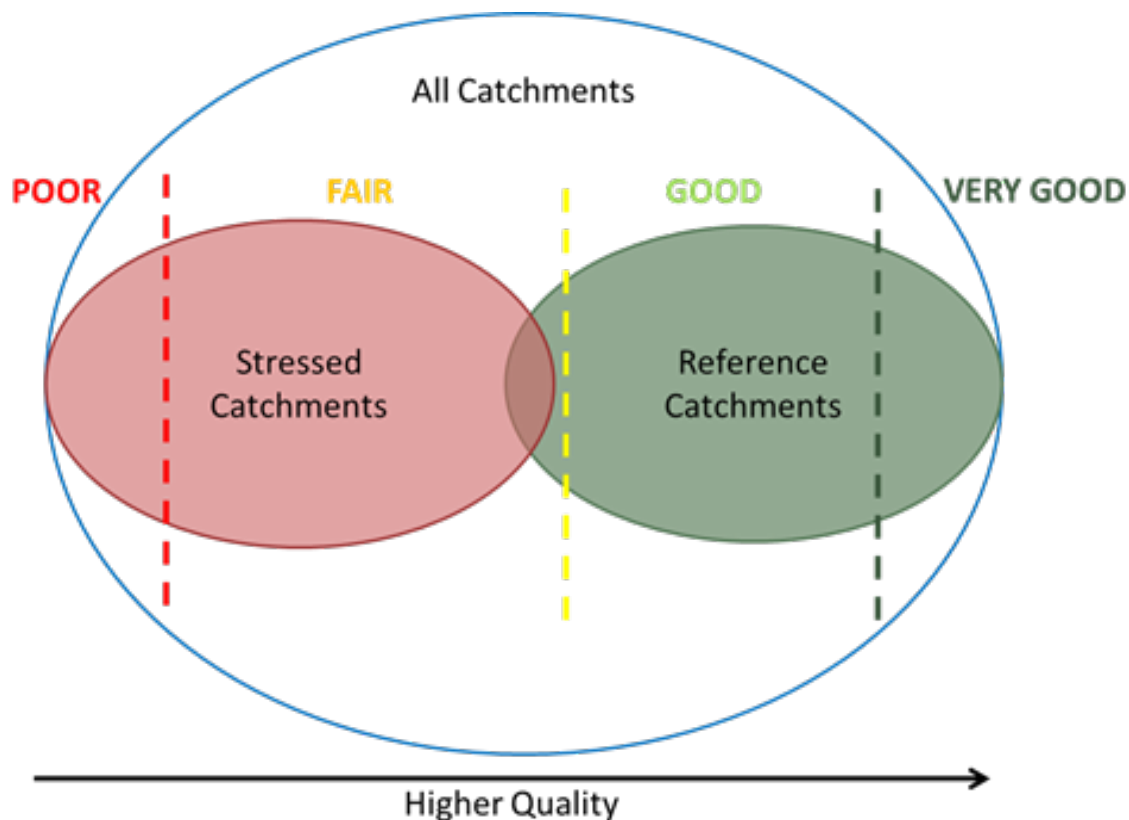 All Catchments
POOR FAIR GOOD VERY GOOD
Stressed
Catchments
Reference
Catchments
Higher Quality